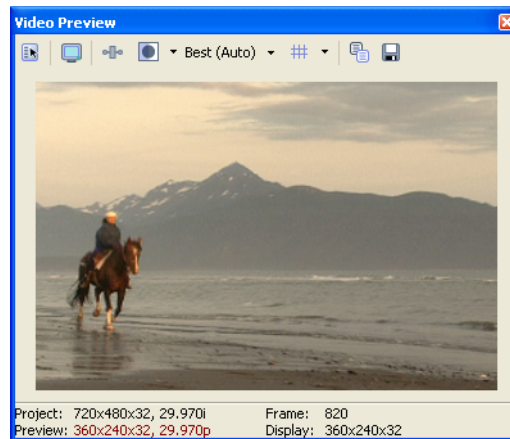 Video Preview
Best (Auto)
Project: 720x480x32, 29.970i Frame: 820
Preview: 360x240x32, 29.970p Display: 360x240x32